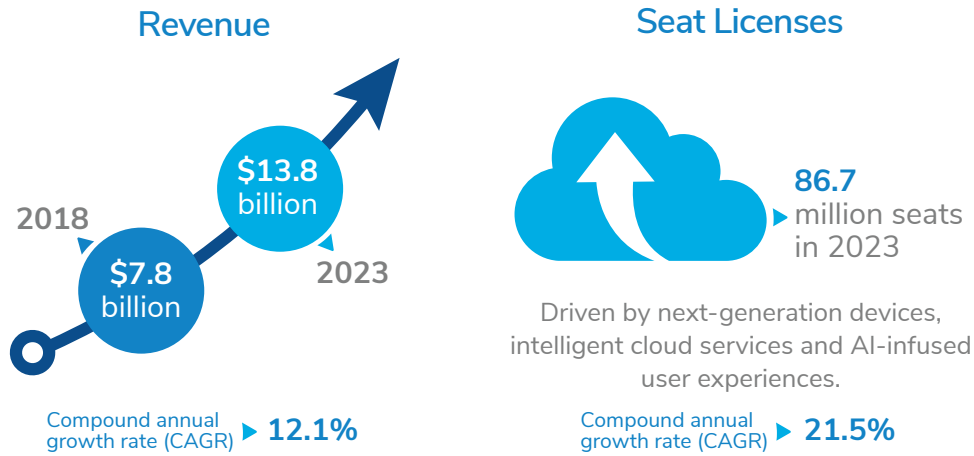 Revenue
2018
$7.8
billion
$13.8
billion
2023
Compound annual
growth rate (CAGR)
12.1%
Seat Licenses
86.7
million seats
in 2023
Driven by next-generation devices,
intelligent cloud services and AI-infused
user experiences.
Compound annual
growth rate (CAGR)
21.5%